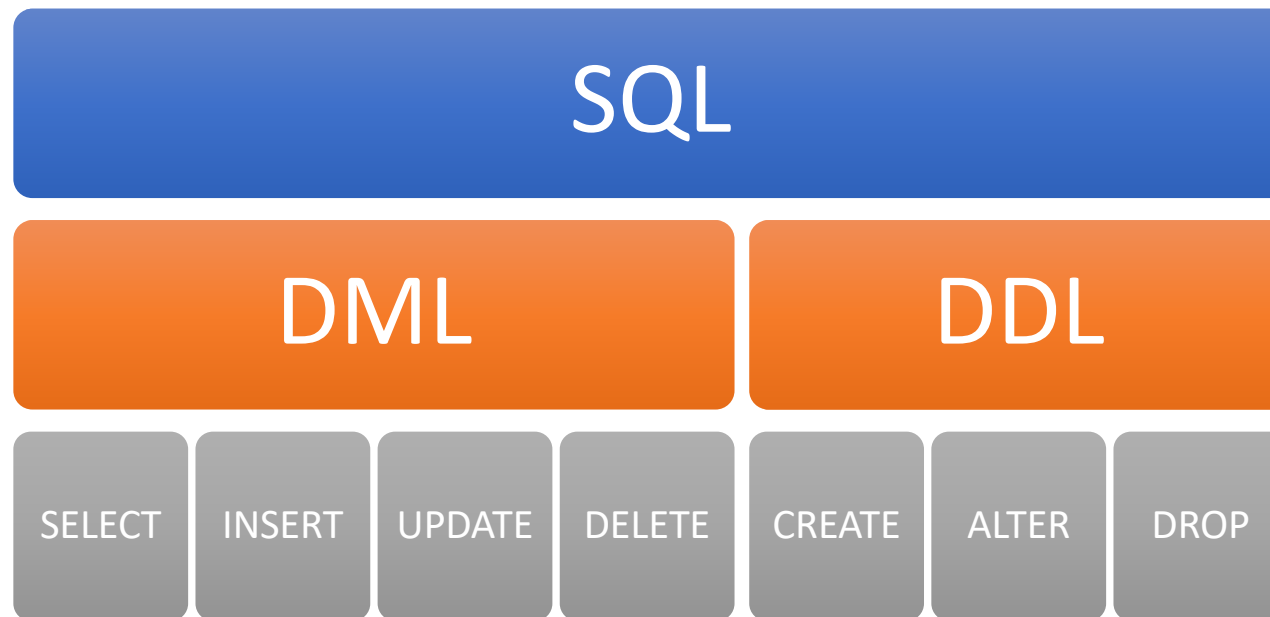 SQL
DML
DDL
SELECT
INSERT
UPDATE
DELETE
CREATE
ALTER
DROP